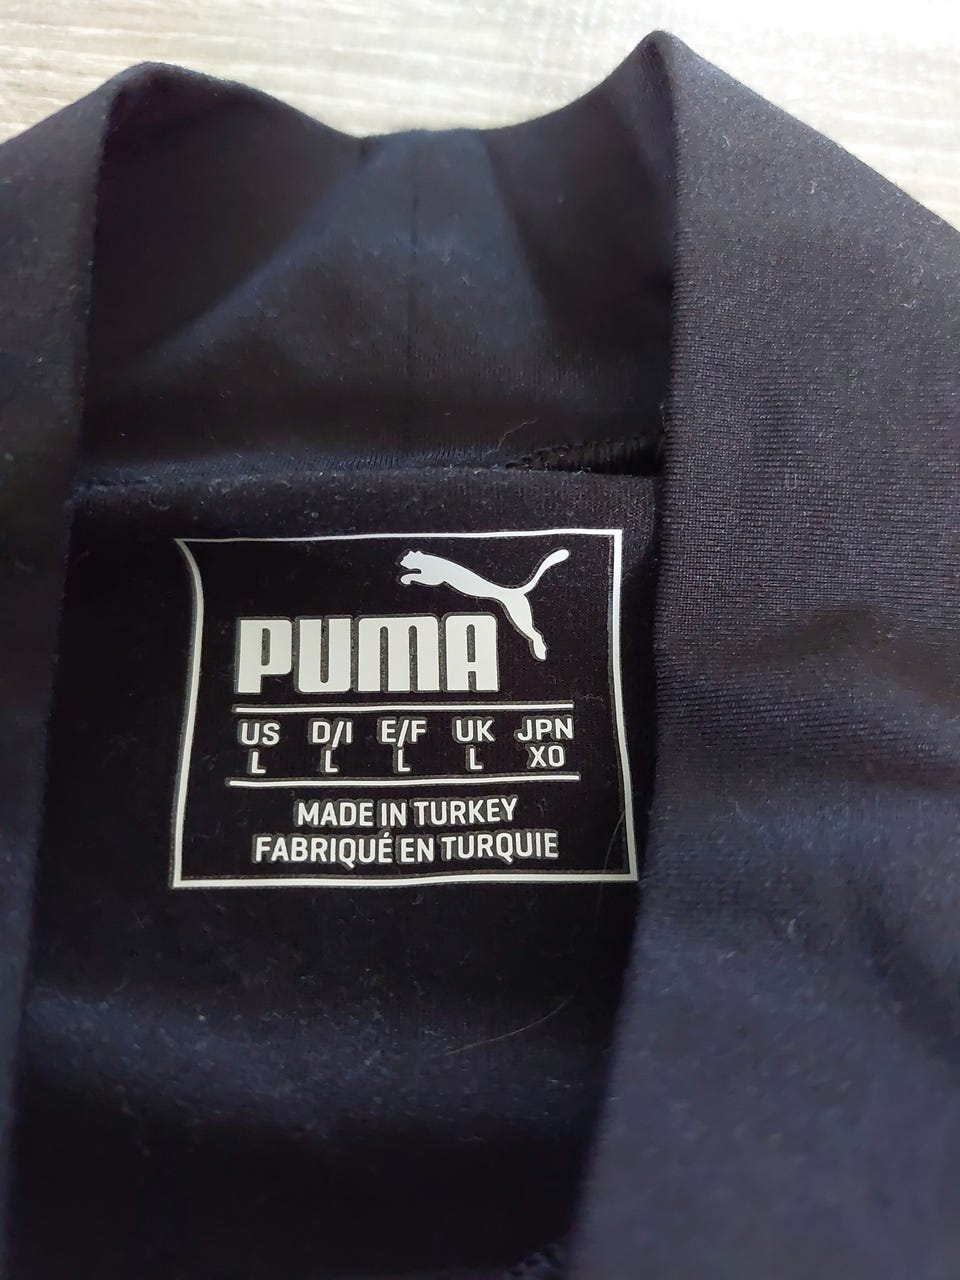 PUMA
US D/I E/F UK JPN
L L L L XO
MADE IN TURKEY
FABRIQUÉ EN TURQUIE